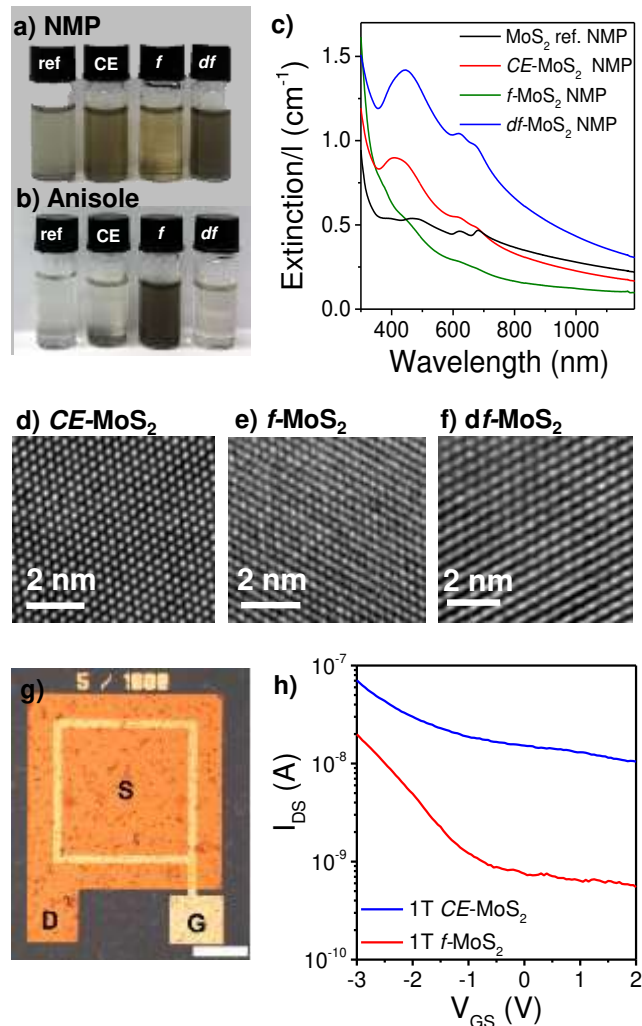 a) NMP
ref CE f df
b) Anisole
ref CE f df
c)
MoS₂ ref. NMP
CE-MoS₂ NMP
f-MoS₂ NMP
df-MoS₂ NMP
Extinction/l (cm⁻¹)
1.5
1.0
0.5
0.0
400 600 800 1000
Wavelength (nm)
d) CE-MoS₂
e) f-MoS₂
f) df-MoS₂
2 nm
2 nm
2 nm
g)
5 / 1000
S
D
G
h)
I_DS (A)
10⁻⁷
10⁻⁸
10⁻⁹
10⁻¹⁰
1T CE-MoS₂
1T f-MoS₂
-3 -2 -1 0 1 2
V_GS (V)